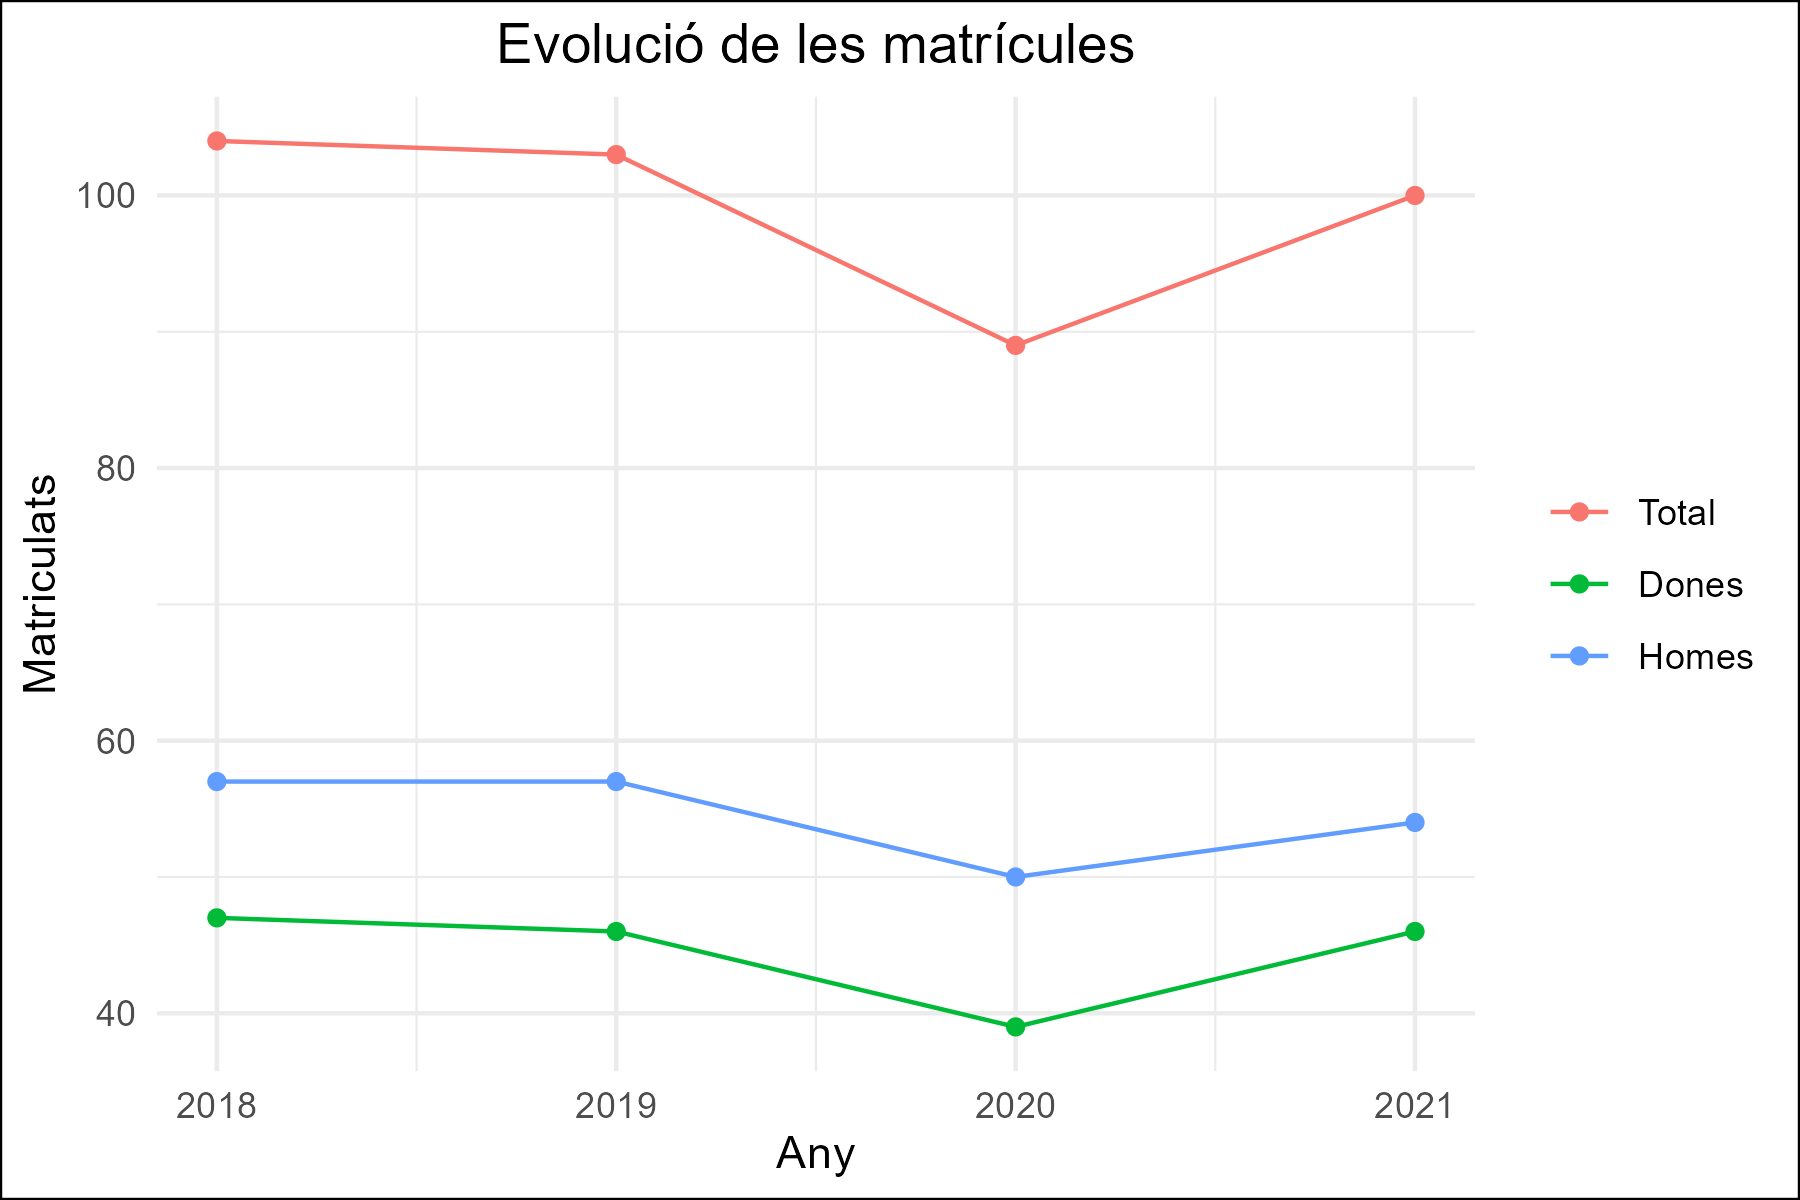 Evolució de les matrícules
Matriculats
100
80
60
40
2018
2019
2020
2021
Any
Total
Dones
Homes